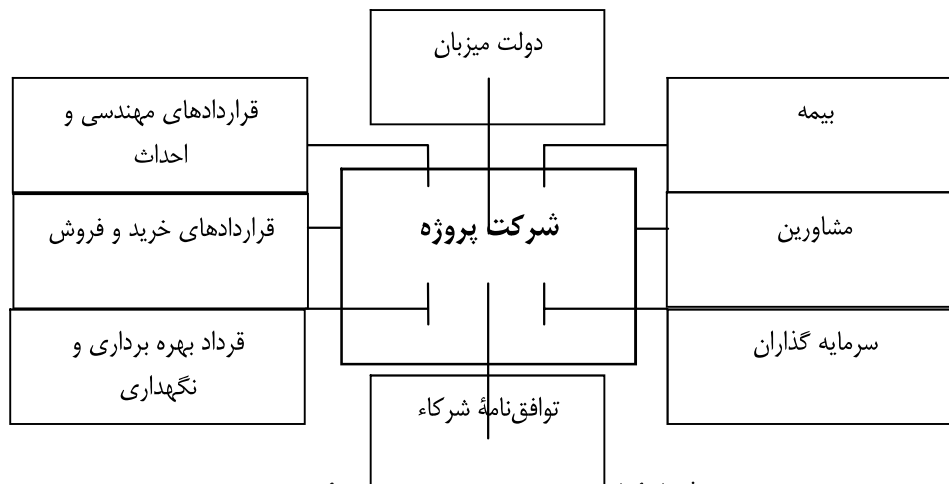 دولت میزبان
بیمه
قراردادهای مهندسی و
احداث
شرکت پروژه
مشاورین
قراردادهای خرید و فروش
سرمایه گذاران
قرداد بهره برداری و
نگهداری
توافق‌نامهٔ شرکاء